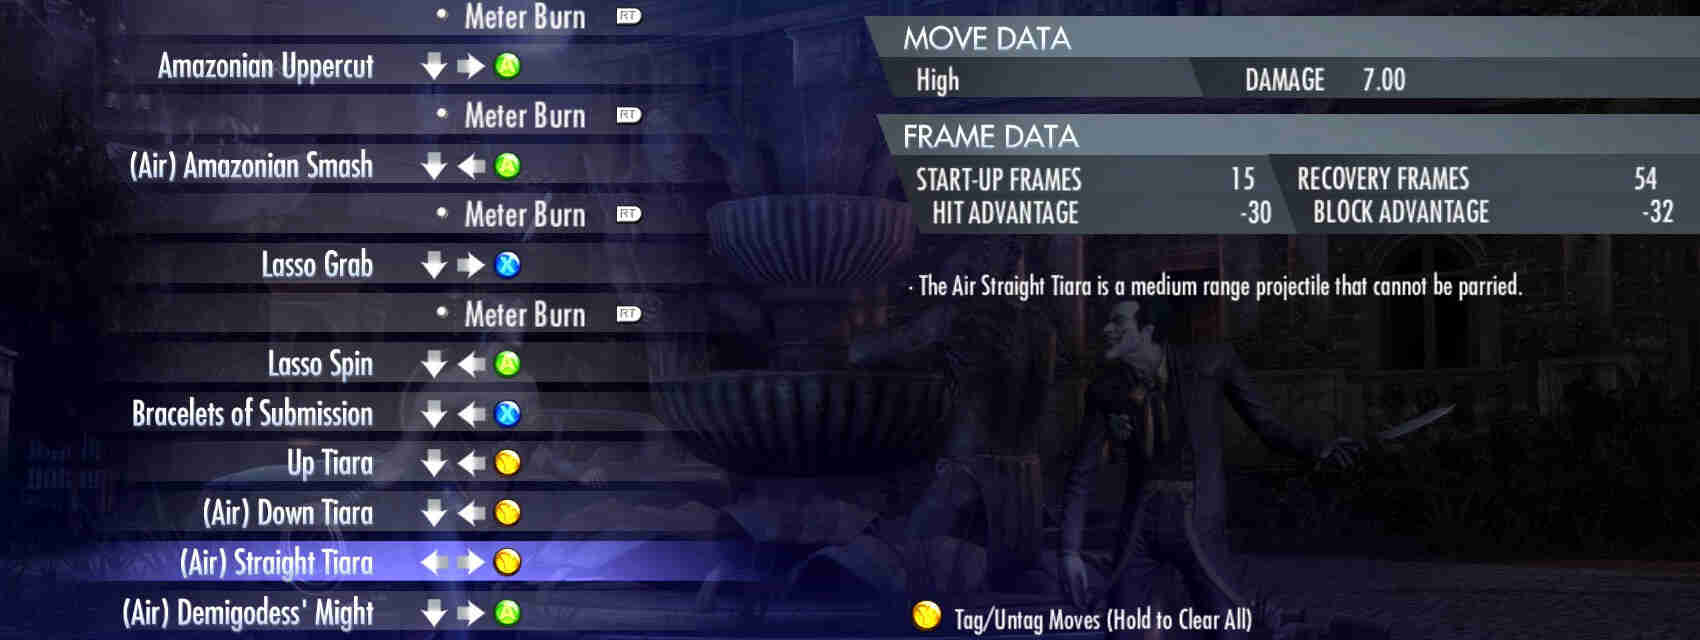 Meter Burn RT
Amazonian Uppercut A
Meter Burn RT
(Air) Amazonian Smash A
Meter Burn RT
Lasso Grab X
Meter Burn RT
Lasso Spin A
Bracelets of Submission X
Up Tiara Y
(Air) Down Tiara Y
(Air) Straight Tiara Y
(Air) Demigodess' Might A
MOVE DATA
High DAMAGE 7.00
FRAME DATA
START-UP FRAMES 15 RECOVERY FRAMES 54
HIT ADVANTAGE -30 BLOCK ADVANTAGE -32
· The Air Straight Tiara is a medium range projectile that cannot be parried.
Y Tag/Untag Moves (Hold to Clear All)